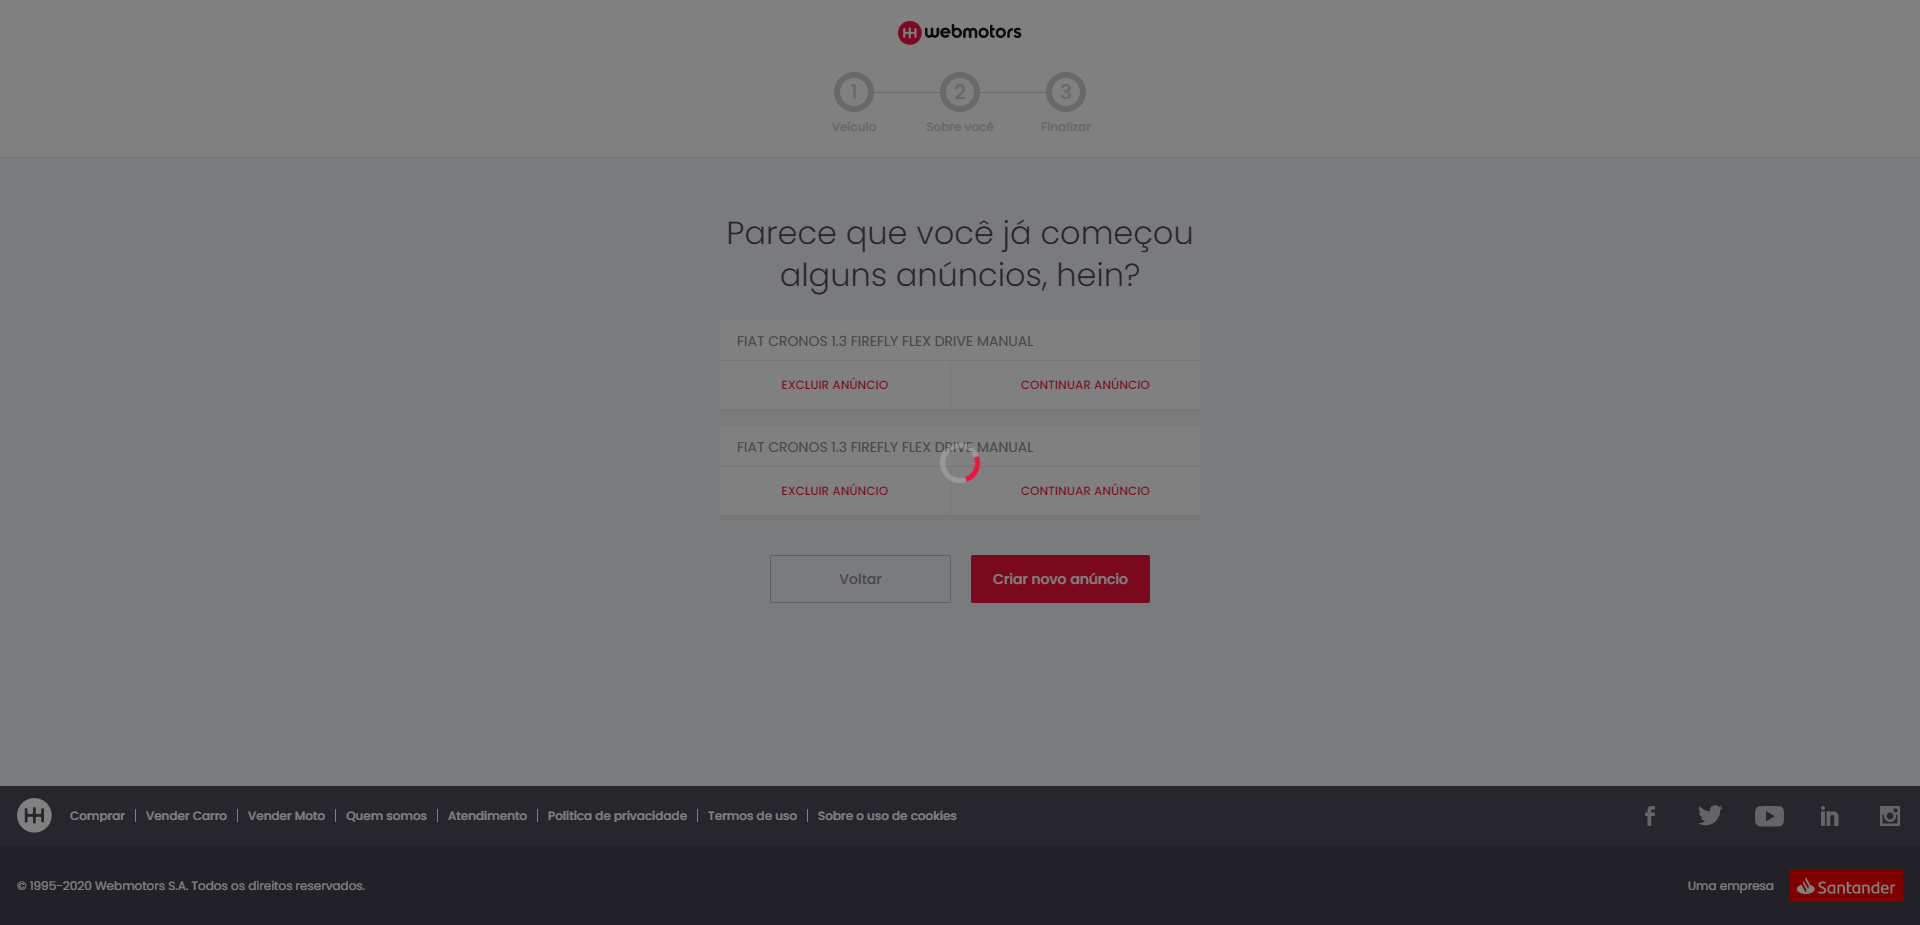 webmotors
1
2
3
Veículo
Sobre você
Finalizar
Parece que você já começou
alguns anúncios, hein?
FIAT CRONOS 1.3 FIREFLY FLEX DRIVE MANUAL
EXCLUIR ANÚNCIO
CONTINUAR ANÚNCIO
FIAT CRONOS 1.3 FIREFLY FLEX DRIVE MANUAL
EXCLUIR ANÚNCIO
CONTINUAR ANÚNCIO
Voltar
Criar novo anúncio
Comprar | Vender Carro | Vender Moto | Quem somos | Atendimento | Política de privacidade | Termos de uso | Sobre o uso de cookies
© 1995-2020 Webmotors S.A. Todos os direitos reservados.
Uma empresa
Santander